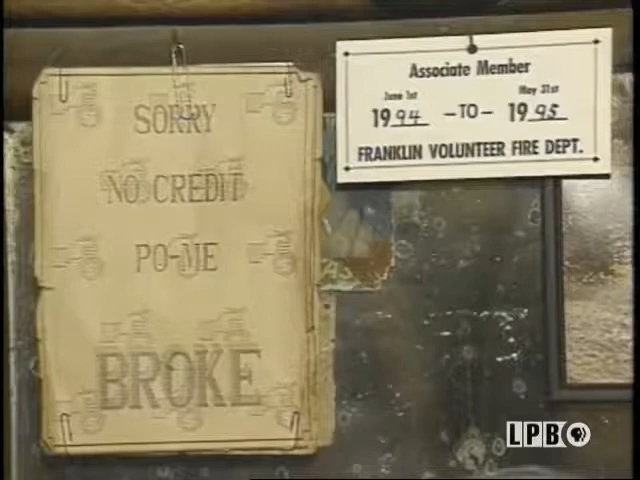 SORRY
NO CREDIT
PO-ME
BROKE
Associate Member
June 1st May 31st
1994 -TO- 1995
FRANKLIN VOLUNTEER FIRE DEPT.
LPB